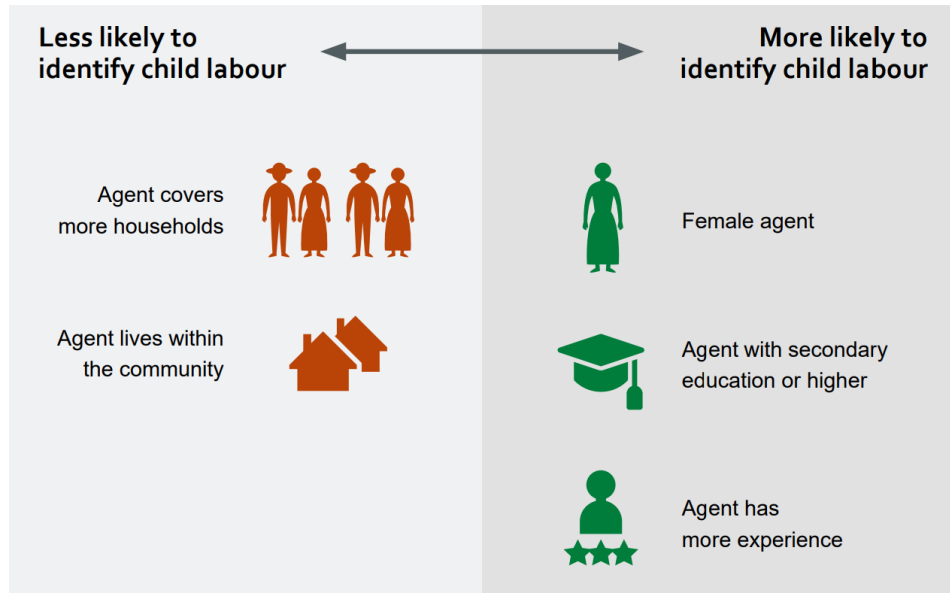 Less likely to
identify child labour
More likely to
identify child labour
Agent covers
more households
Agent lives within
the community
Female agent
Agent with secondary
education or higher
Agent has
more experience